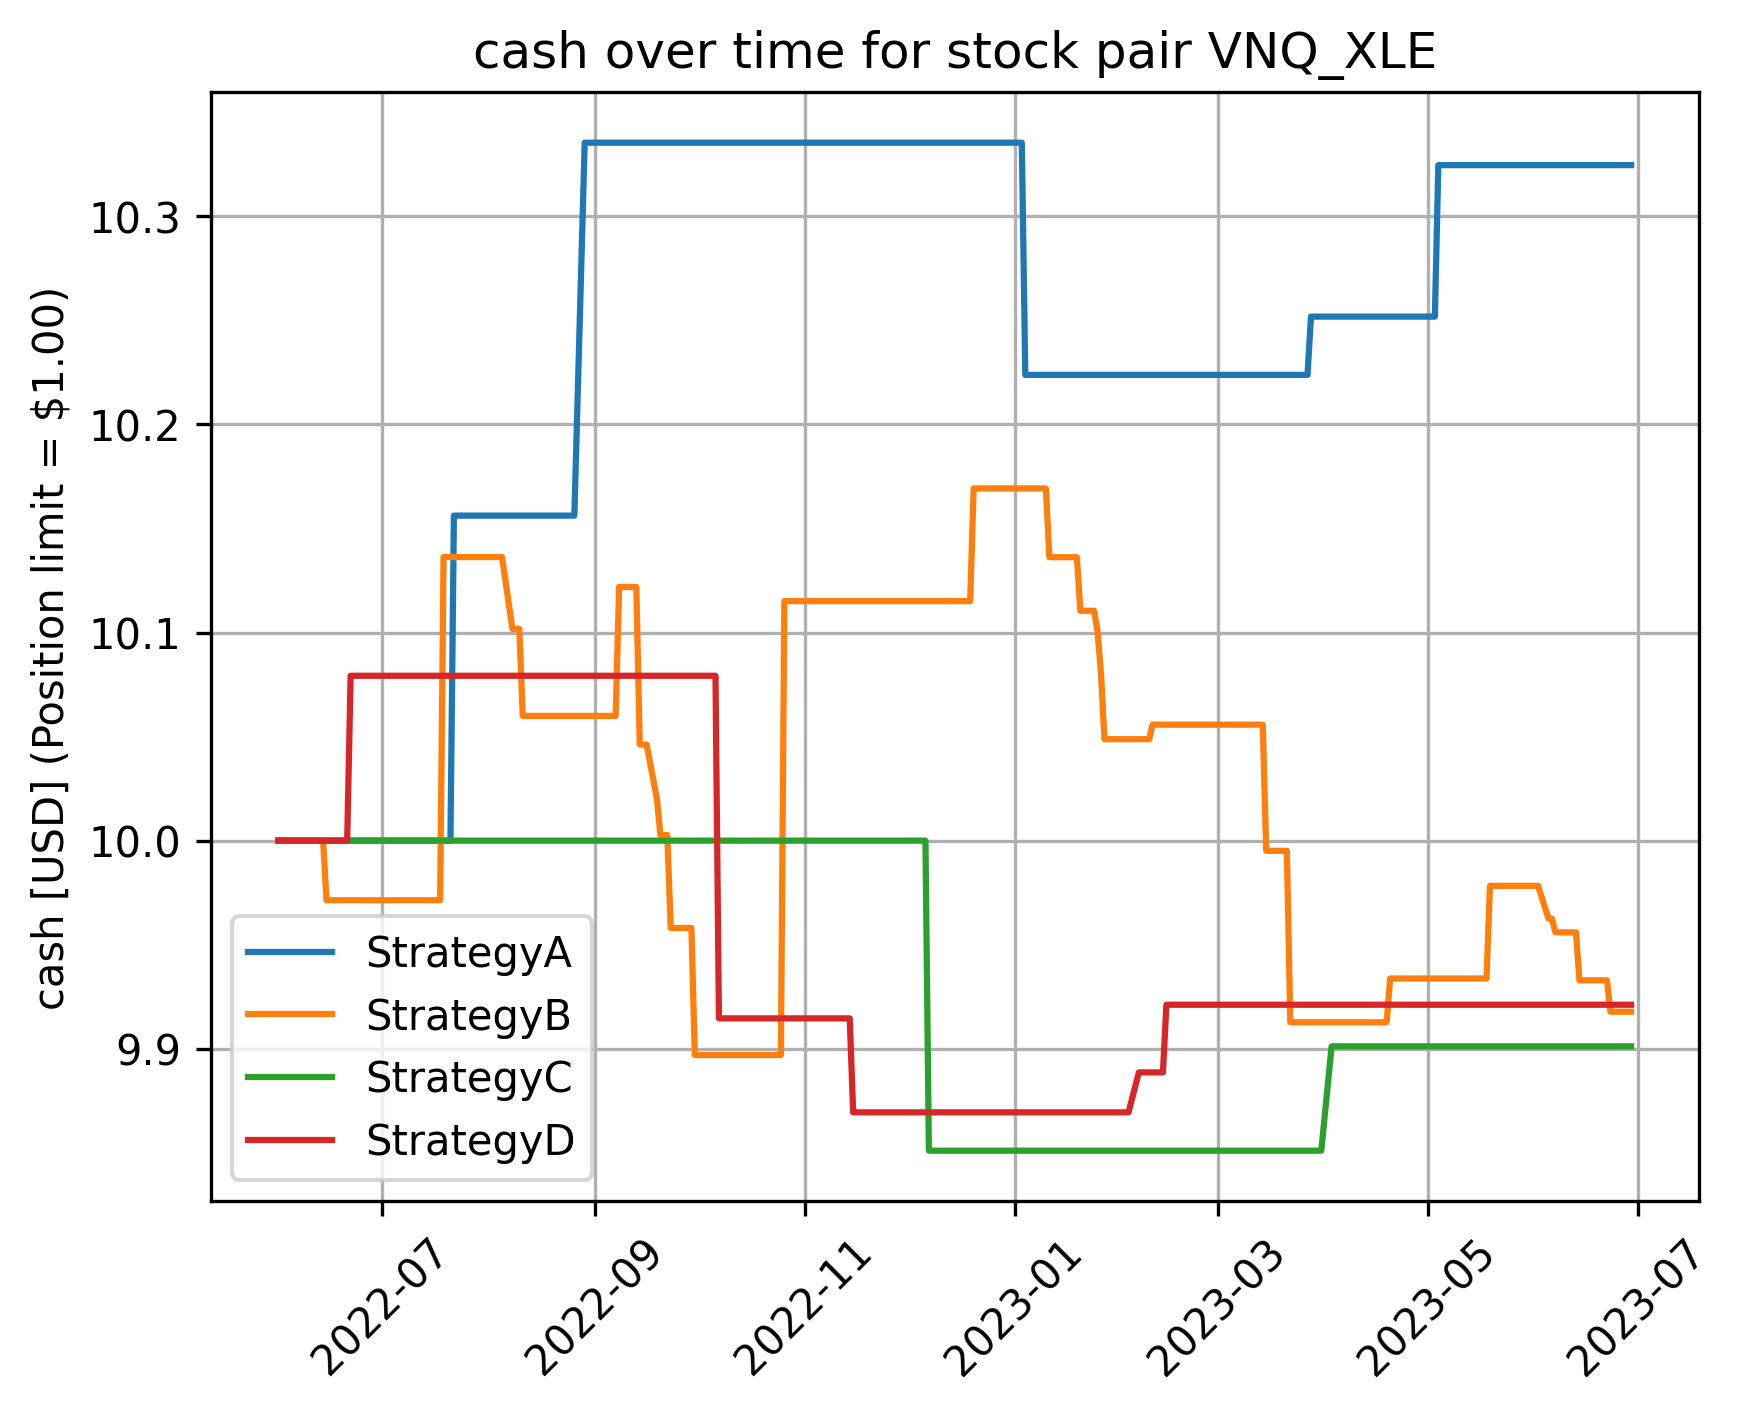 cash over time for stock pair VNQ_XLE
cash [USD] (Position limit = $1.00)
10.3
10.2
10.1
10.0
9.9
StrategyA
StrategyB
StrategyC
StrategyD
2022-07
2022-09
2022-11
2023-01
2023-03
2023-05
2023-07